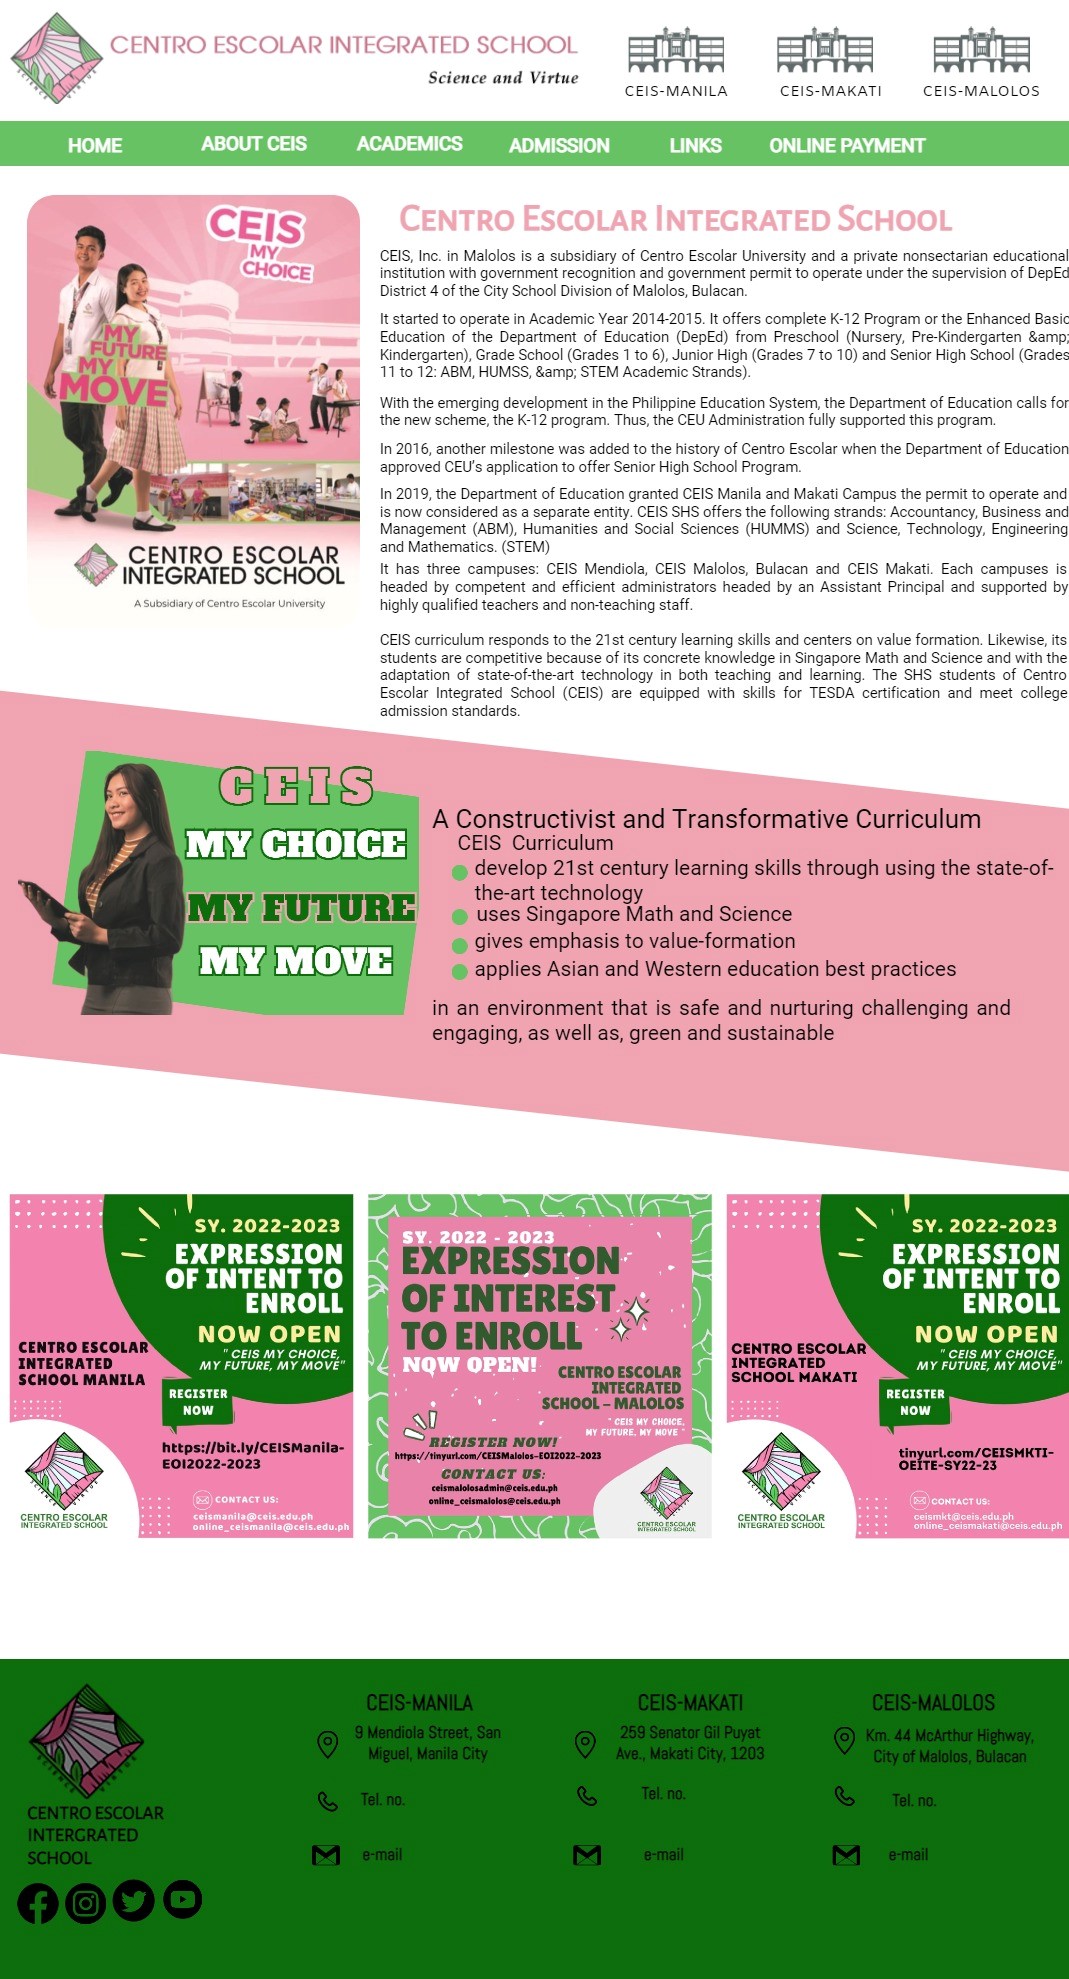 CENTRO ESCOLAR INTEGRATED SCHOOL
Science and Virtue
CEIS-MANILA
CEIS-MAKATI
CEIS-MALOLOS
HOME
ABOUT CEIS
ACADEMICS
ADMISSION
LINKS
ONLINE PAYMENT
CEIS
MY
CHOICE
MY
FUTURE
MY
MOVE
CENTRO ESCOLAR
INTEGRATED SCHOOL
A Subsidiary of Centro Escolar University
CENTRO ESCOLAR INTEGRATED SCHOOL
CEIS, Inc. in Malolos is a subsidiary of Centro Escolar University and a private nonsectarian educational
institution with government recognition and government permit to operate under the supervision of DepEd
District 4 of the City School Division of Malolos, Bulacan.
It started to operate in Academic Year 2014-2015. It offers complete K-12 Program or the Enhanced Basic
Education of the Department of Education (DepEd) from Preschool (Nursery, Pre-Kindergarten &amp;
Kindergarten), Grade School (Grades 1 to 6), Junior High (Grades 7 to 10) and Senior High School (Grades
11 to 12: ABM, HUMSS, &amp; STEM Academic Strands).
With the emerging development in the Philippine Education System, the Department of Education calls for
the new scheme, the K-12 program. Thus, the CEU Administration fully supported this program.
In 2016, another milestone was added to the history of Centro Escolar when the Department of Education
approved CEU's application to offer Senior High School Program.
In 2019, the Department of Education granted CEIS Manila and Makati Campus the permit to operate and
is now considered as a separate entity. CEIS SHS offers the following strands: Accountancy, Business and
Management (ABM), Humanities and Social Sciences (HUMMS) and Science, Technology, Engineering
and Mathematics. (STEM)
It has three campuses: CEIS Mendiola, CEIS Malolos, Bulacan and CEIS Makati. Each campuses is
headed by competent and efficient administrators headed by an Assistant Principal and supported by
highly qualified teachers and non-teaching staff.
CEIS curriculum responds to the 21st century learning skills and centers on value formation. Likewise, its
students are competitive because of its concrete knowledge in Singapore Math and Science and with the
adaptation of state-of-the-art technology in both teaching and learning. The SHS students of Centro
Escolar Integrated School (CEIS) are equipped with skills for TESDA certification and meet college
admission standards.
CEIS
MY CHOICE
MY FUTURE
MY MOVE
A Constructivist and Transformative Curriculum
CEIS Curriculum
develop 21st century learning skills through using the state-of-
the-art technology
uses Singapore Math and Science
gives emphasis to value-formation
applies Asian and Western education best practices
in an environment that is safe and nurturing challenging and
engaging, as well as, green and sustainable
SY. 2022-2023
EXPRESSION
OF INTENT TO
ENROLL
NOW OPEN
" CEIS MY CHOICE,
MY FUTURE, MY MOVE"
CENTRO ESCOLAR
INTEGRATED
SCHOOL MANILA
REGISTER
NOW
https://bit.ly/CEISManila-
EOI2022-2023
CONTACT US:
ceismanila@ceis.edu.ph
online_ceismanila@ceis.edu.ph
CENTRO ESCOLAR
INTEGRATED SCHOOL
SY. 2022 - 2023
EXPRESSION
OF INTEREST
TO ENROLL
NOW OPEN!
CENTRO ESCOLAR
INTEGRATED
SCHOOL - MALOLOS
" CEIS MY CHOICE,
MY FUTURE, MY MOVE "
REGISTER NOW!
https://tinyurl.com/CEISMalolos-EOI2022-2023
CONTACT US:
ceismalolosadmin@ceis.edu.ph
online_ceismalolos@ceis.edu.ph
CENTRO ESCOLAR
INTEGRATED SCHOOL
SY. 2022-2023
EXPRESSION
OF INTENT TO
ENROLL
NOW OPEN
" CEIS MY CHOICE,
MY FUTURE, MY MOVE"
CENTRO ESCOLAR
INTEGRATED
SCHOOL MAKATI
REGISTER
NOW
tinyurl.com/CEISMKTI-
OEITE-SY22-23
CONTACT US:
ceismkt@ceis.edu.ph
online_ceismakati@ceis.edu.ph
CENTRO ESCOLAR
INTEGRATED SCHOOL
CENTRO ESCOLAR
INTERGRATED
SCHOOL
CEIS-MANILA
9 Mendiola Street, San
Miguel, Manila City
Tel. no.
e-mail
CEIS-MAKATI
259 Senator Gil Puyat
Ave., Makati City, 1203
Tel. no.
e-mail
CEIS-MALOLOS
Km. 44 McArthur Highway,
City of Malolos, Bulacan
Tel. no.
e-mail